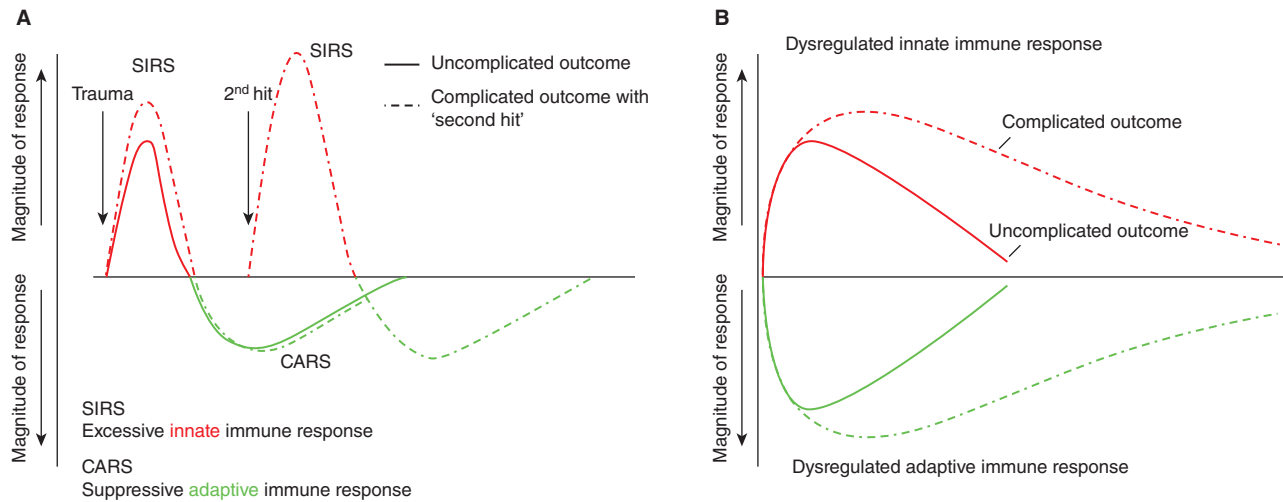 A
SIRS
SIRS
Trauma
2nd hit
Uncomplicated outcome
Complicated outcome with
‘second hit’
Magnitude of response
Magnitude of response
CARS
SIRS
Excessive innate immune response
CARS
Suppressive adaptive immune response
B
Dysregulated innate immune response
Complicated outcome
Uncomplicated outcome
Magnitude of response
Magnitude of response
Dysregulated adaptive immune response